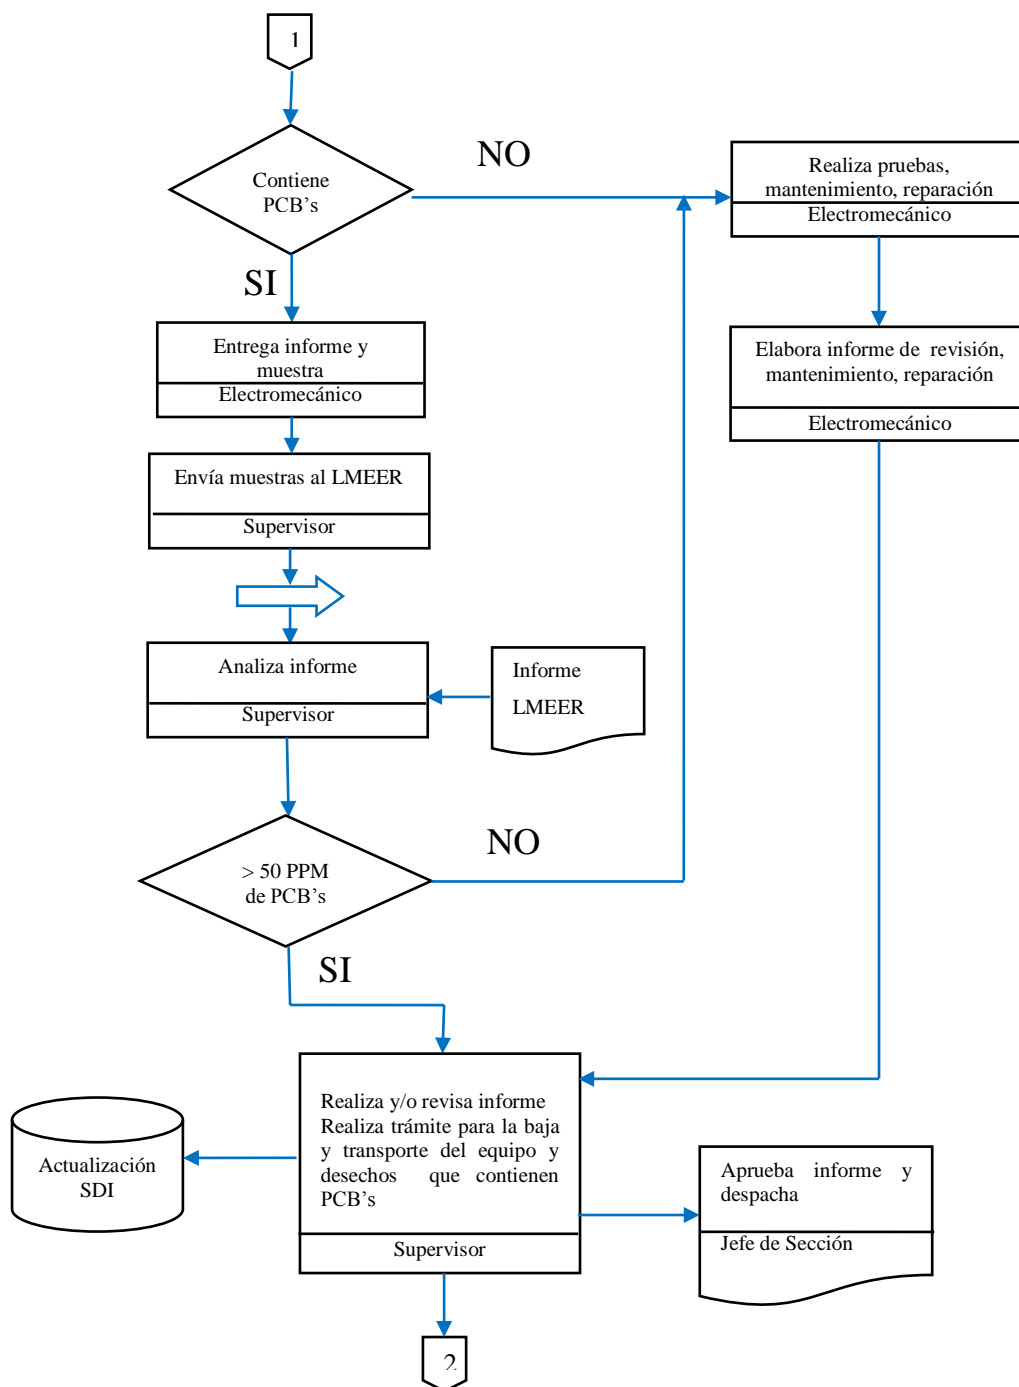 1
NO
Contiene
PCB's
Realiza pruebas,
mantenimiento, reparación
Electromecánico
SI
Entrega informe y
muestra
Electromecánico
Elabora informe de revisión,
mantenimiento, reparación
Electromecánico
Envía muestras al LMEER
Supervisor
Analiza informe
Supervisor
Informe
LMEER
> 50 PPM
de PCB's
NO
SI
Realiza y/o revisa informe
Realiza trámite para la baja
y transporte del equipo y
desechos que contienen
PCB's
Supervisor
Actualización
SDI
Aprueba informe y
despacha
Jefe de Sección
2